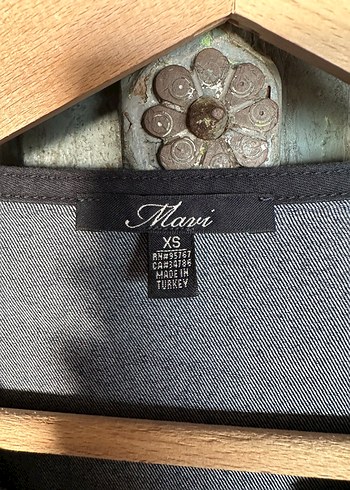 Mavi
XS
RN#95767
CA#34786
MADE IN
TURKEY